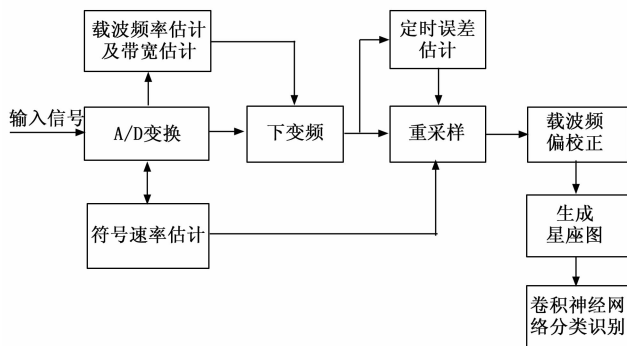 载波频率估计
及带宽估计
定时误差
估计
输入信号
A/D变换
下变频
重采样
载波频
偏校正
符号速率估计
生成
星座图
卷积神经网
络分类识别